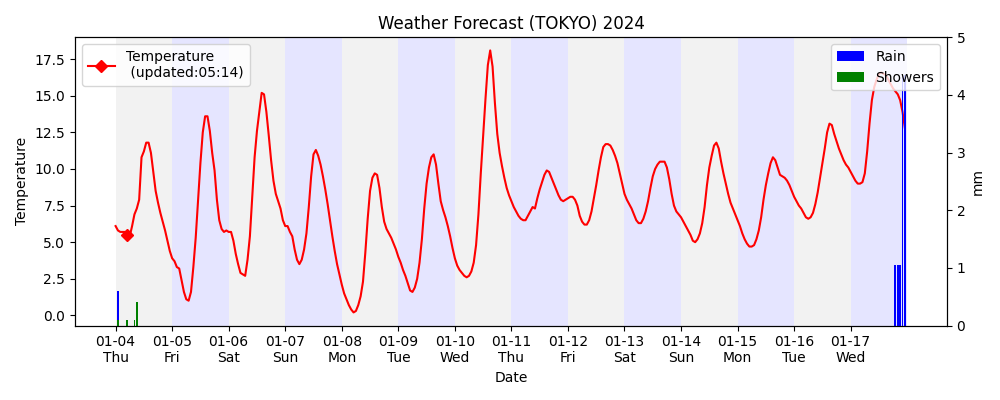 Weather Forecast (TOKYO) 2024
Temperature
(updated:05:14)
Rain
Showers
Temperature
17.5
15.0
12.5
10.0
7.5
5.0
2.5
0.0
5
4
3
2
1
0
mm
01-04 01-05 01-06 01-07 01-08 01-09 01-10 01-11 01-12 01-13 01-14 01-15 01-16 01-17
Thu Fri Sat Sun Mon Tue Wed Thu Fri Sat Sun Mon Tue Wed
Date